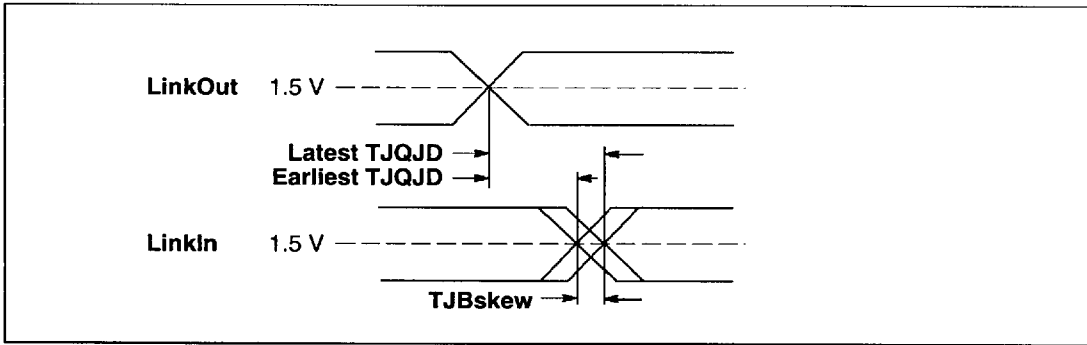 LinkOut 1.5 V
Latest TJQJD
Earliest TJQJD
LinkIn 1.5 V
TJBskew